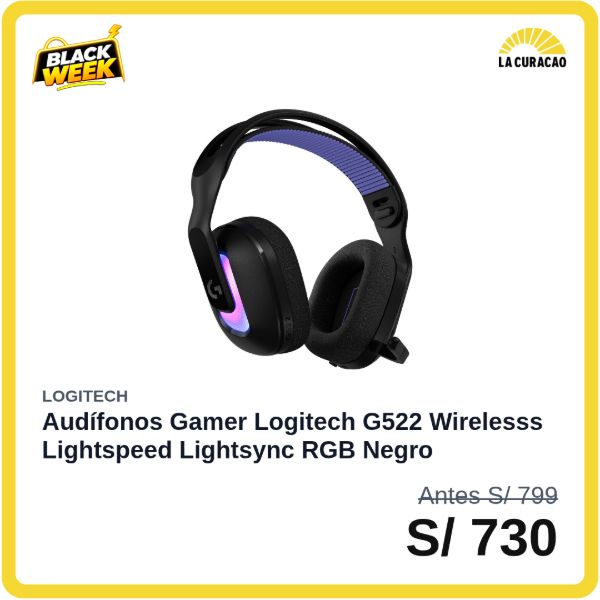 BLACK
WEEK
LA CURACAO
LOGITECH
Audífonos Gamer Logitech G522 Wirelesss
Lightspeed Lightsync RGB Negro
Antes S/ 799
S/ 730